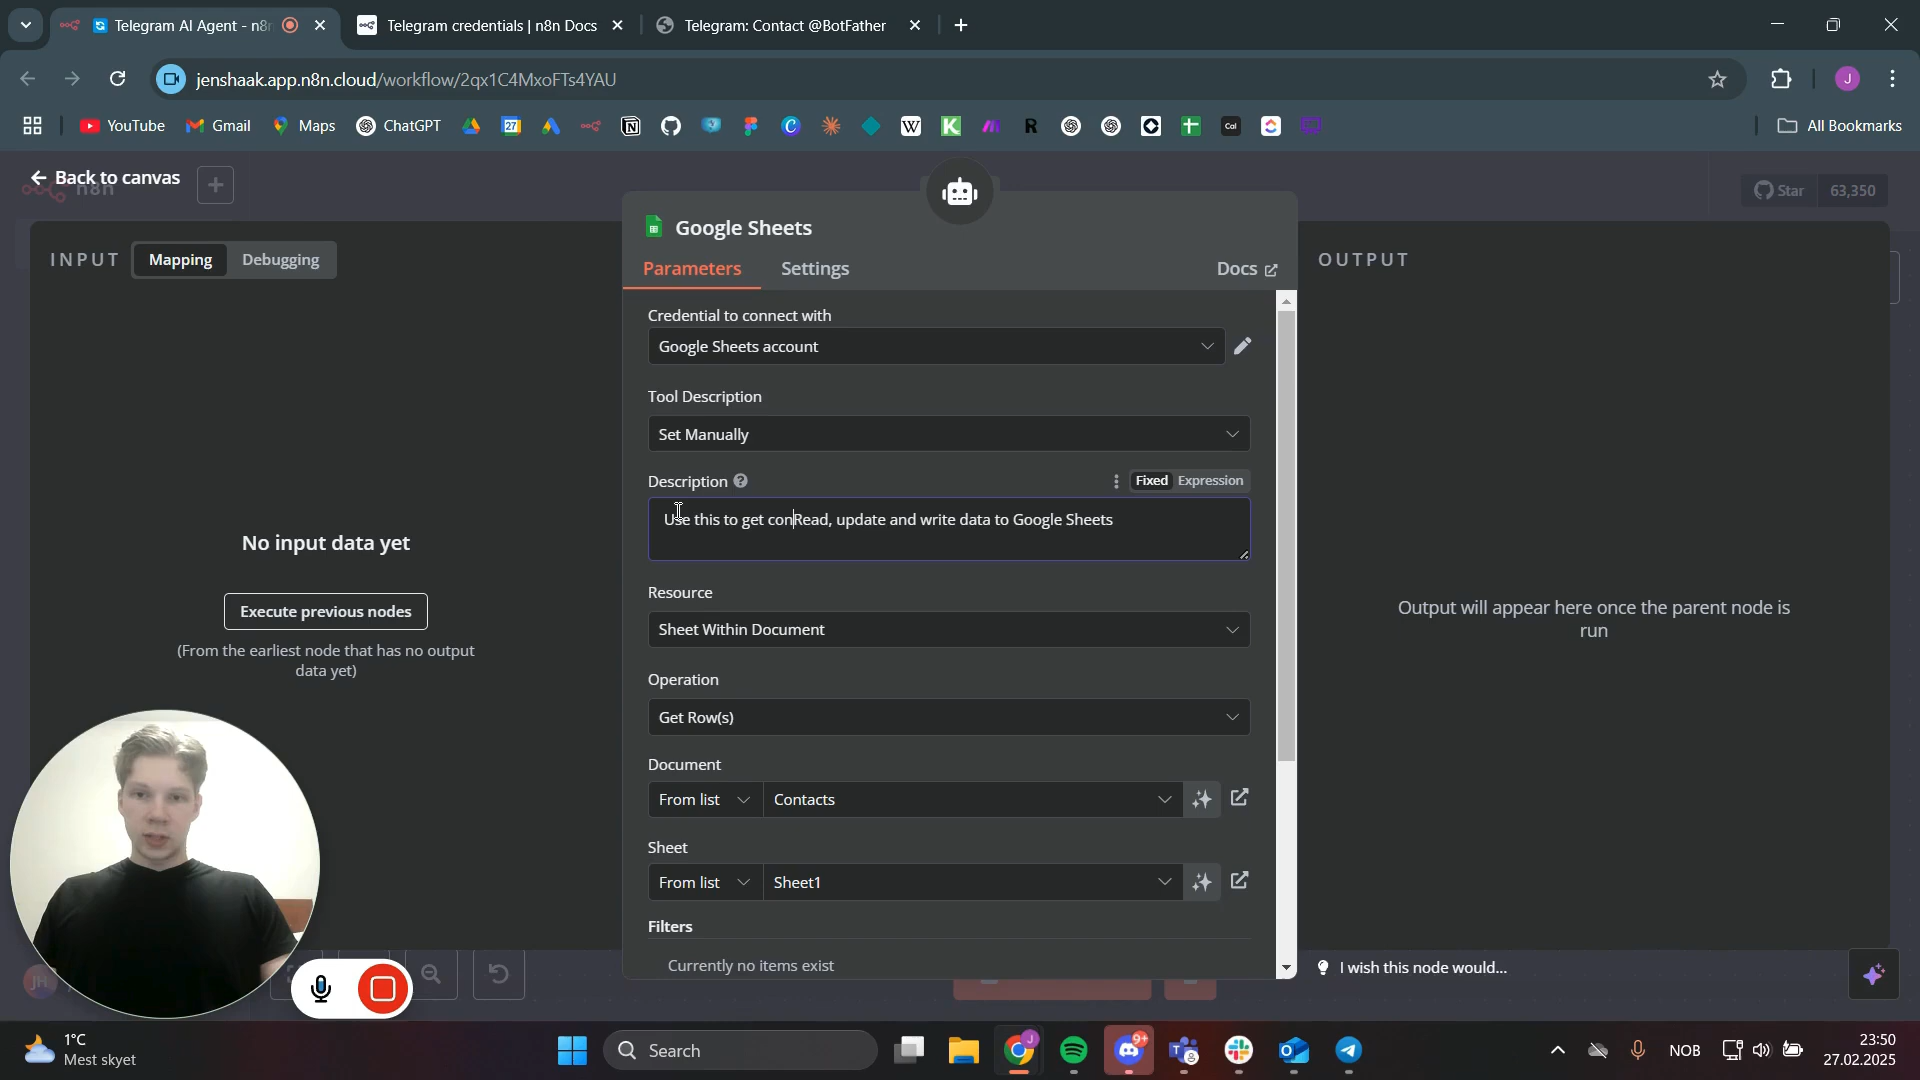 Telegram AI Agent - n8n
Telegram credentials | n8n Docs
Telegram: Contact @BotFather
jenshaak.app.n8n.cloud/workflow/2qx1C4MxoFTs4YAU
J
YouTube
Gmail
Maps
ChatGPT
27
All Bookmarks
Back to canvas
n8n
Star
63,350
INPUT
Mapping
Debugging
No input data yet
Execute previous nodes
(From the earliest node that has no output
data yet)
Google Sheets
Parameters
Settings
Docs
Credential to connect with
Google Sheets account
Tool Description
Set Manually
Description
Fixed
Expression
Use this to get conRead, update and write data to Google Sheets
Resource
Sheet Within Document
Operation
Get Row(s)
Document
From list
Contacts
Sheet
From list
Sheet1
Filters
Currently no items exist
OUTPUT
Output will appear here once the parent node is
run
I wish this node would...
JH
1°C
Mest skyet
Search
9+
NOB
23:50
27.02.2025